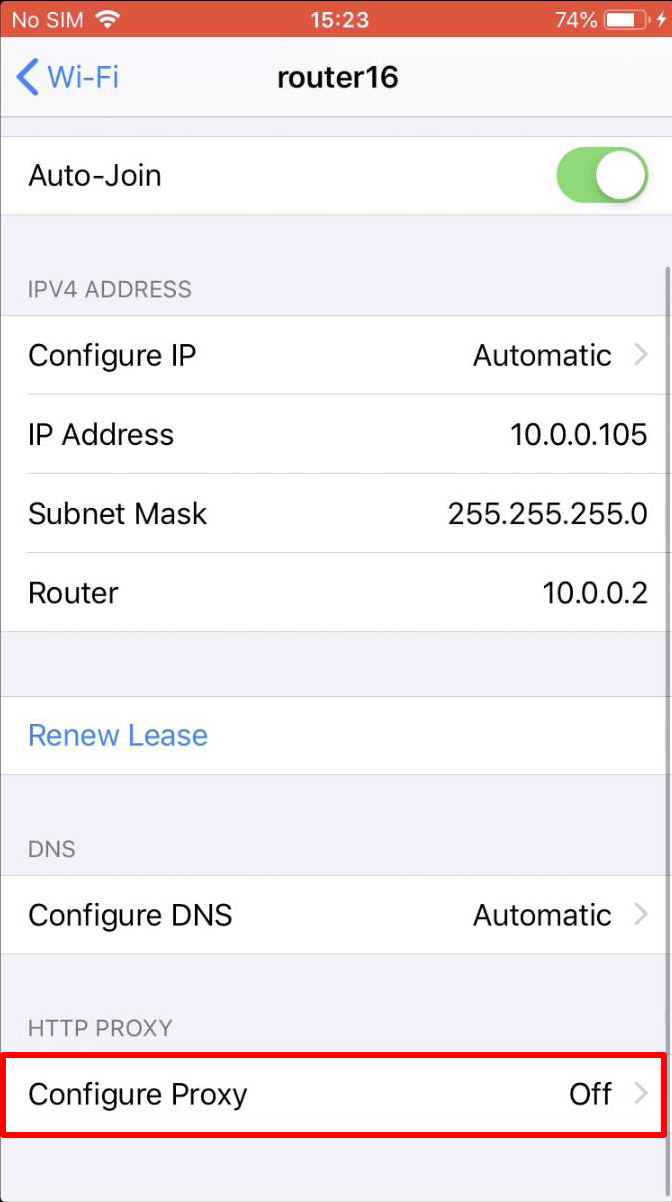 No SIM 15:23 74%
Wi-Fi router16
Auto-Join
IPV4 ADDRESS
Configure IP Automatic
IP Address 10.0.0.105
Subnet Mask 255.255.255.0
Router 10.0.0.2
Renew Lease
DNS
Configure DNS Automatic
HTTP PROXY
Configure Proxy Off